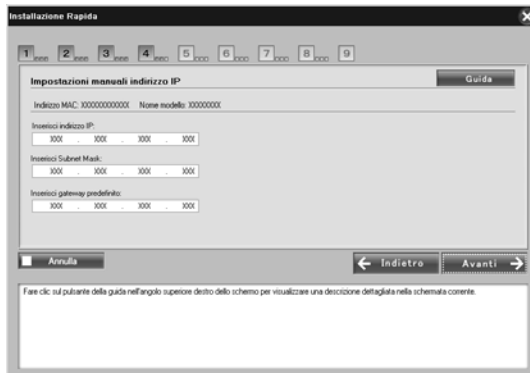 Installazione Rapida
1 2 3 4 5 6 7 8 9
Impostazioni manuali indirizzo IP
Guida
Indirizzo MAC: XXXXXXXXXXXX Nome modello: XXXXXXXX
Inserisci indirizzo IP:
XXX . XXX . XXX . XXX
Inserisci Subnet Mask:
XXX . XXX . XXX . XXX
Inserisci gateway predefinito:
XXX . XXX . XXX . XXX
Annulla
Indietro
Avanti
Fare clic sul pulsante della guida nell'angolo superiore destro dello schermo per visualizzare una descrizione dettagliata nella schermata corrente.